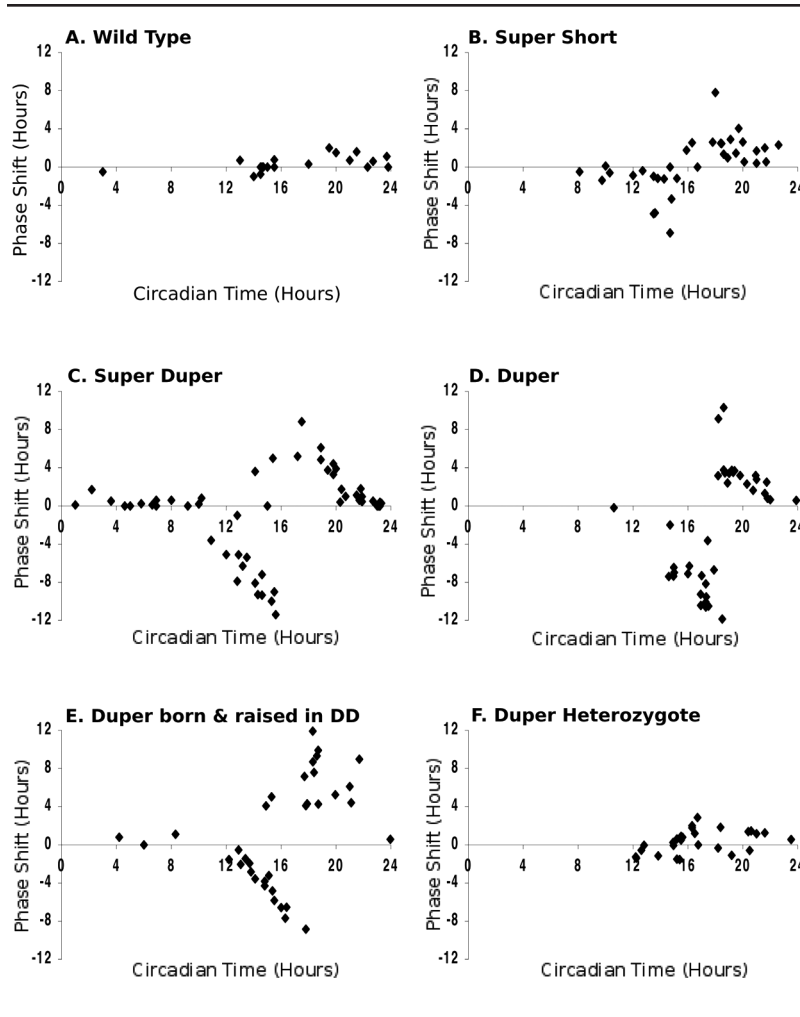 A. Wild Type
12
8
4
0
-4
-8
-12
0 4 8 12 16 20 24
Phase Shift (Hours)
Circadian Time (Hours)
B. Super Short
12
8
4
0
-4
-8
-12
0 4 8 12 16 20 24
Phase Shift (Hours)
Circadian Time (Hours)
C. Super Duper
12
8
4
0
-4
-8
-12
0 4 8 12 16 20 24
Phase Shift (Hours)
Circadian Time (Hours)
D. Duper
12
8
4
0
-4
-8
-12
0 4 8 12 16 20 24
Phase Shift (Hours)
Circadian Time (Hours)
E. Duper born & raised in DD
12
8
4
0
-4
-8
-12
0 4 8 12 16 20 24
Phase Shift (Hours)
Circadian Time (Hours)
F. Duper Heterozygote
12
8
4
0
-4
-8
-12
0 4 8 12 16 20 24
Phase Shift (Hours)
Circadian Time (Hours)